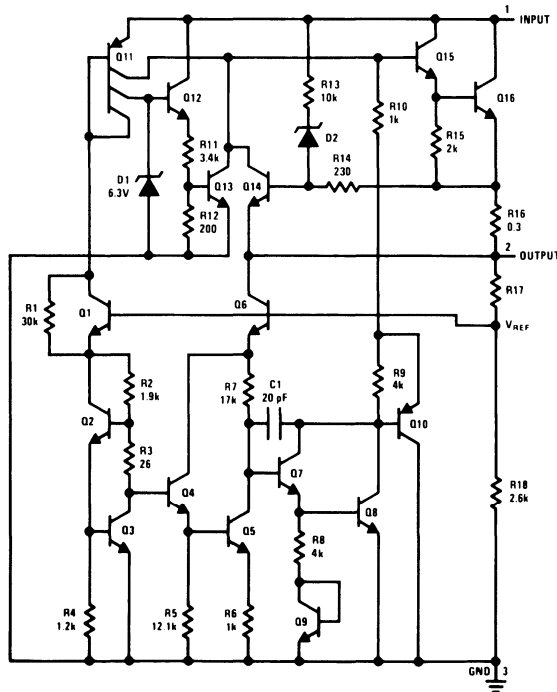 1
INPUT
Q11
Q12
R13
10k
R10
1k
Q15
Q16
D1
6.3V
R11
3.4k
Q13
Q14
D2
R14
230
R15
2k
R12
200
R16
0.3
2
OUTPUT
R1
30k
Q1
Q6
R17
VREF
R2
1.9k
R7
17k
C1
20 pF
R9
4k
Q10
Q2
R3
26
Q4
Q7
Q3
Q5
Q8
R18
2.6k
R8
4k
R4
1.2k
R5
12.1k
R6
1k
Q9
GND
3